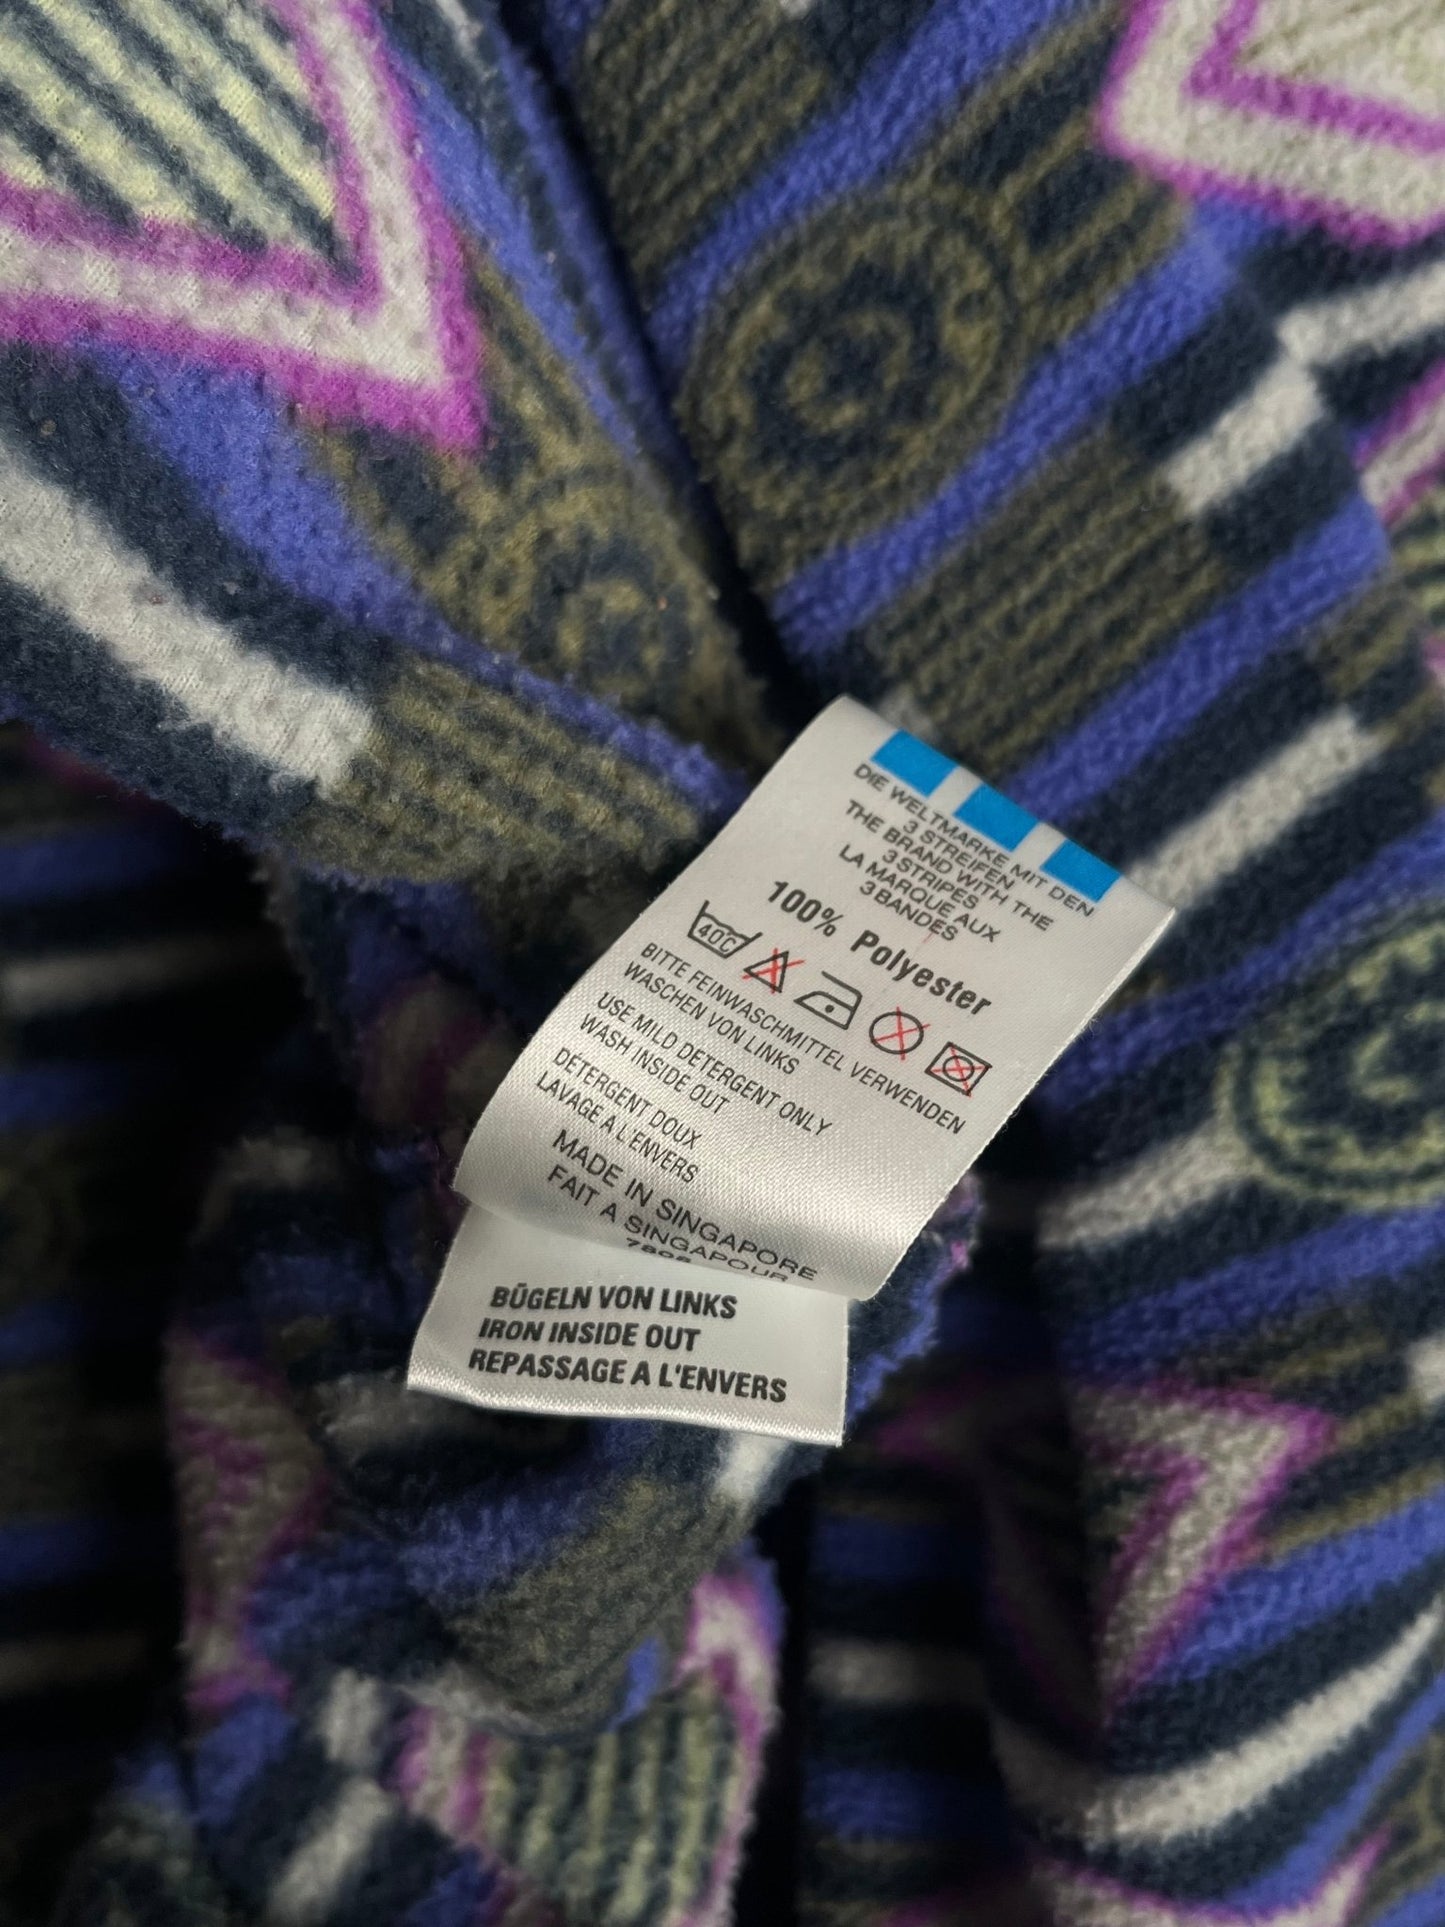 DIE WELTMARKE MIT DEN
3 STREIFEN
THE BRAND WITH THE
3 STRIPES
LA MARQUE AUX
3 BANDES
100% Polyester
40C
BITTE FEINWASCHMITTEL VERWENDEN
WASCHEN VON LINKS
USE MILD DETERGENT ONLY
WASH INSIDE OUT
DÉTERGENT DOUX
LAVAGE A L'ENVERS
MADE IN SINGAPORE
FAIT A SINGAPOUR
BÜGELN VON LINKS
IRON INSIDE OUT
REPASSAGE A L'ENVERS